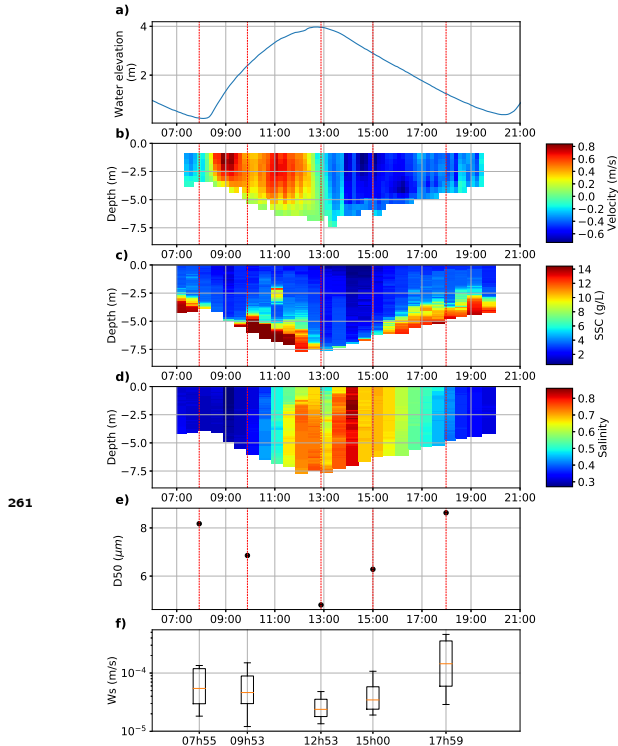 a)
Water elevation
(m)
4
2
07:00 09:00 11:00 13:00 15:00 17:00 19:00 21:00
b)
Depth (m)
0.0
−2.5
−5.0
−7.5
07:00 09:00 11:00 13:00 15:00 17:00 19:00 21:00
0.8
0.6
0.4
0.2
0.0
−0.2
−0.4
−0.6
Velocity (m/s)
c)
Depth (m)
0.0
−2.5
−5.0
−7.5
07:00 09:00 11:00 13:00 15:00 17:00 19:00 21:00
14
12
10
8
6
4
2
SSC (g/L)
d)
Depth (m)
0.0
−2.5
−5.0
−7.5
07:00 09:00 11:00 13:00 15:00 17:00 19:00 21:00
0.8
0.7
0.6
0.5
0.4
0.3
Salinity
261
e)
D50 (μm)
8
6
07:00 09:00 11:00 13:00 15:00 17:00 19:00 21:00
f)
Ws (m/s)
10⁻⁴
10⁻⁵
07h55 09h53 12h53 15h00 17h59